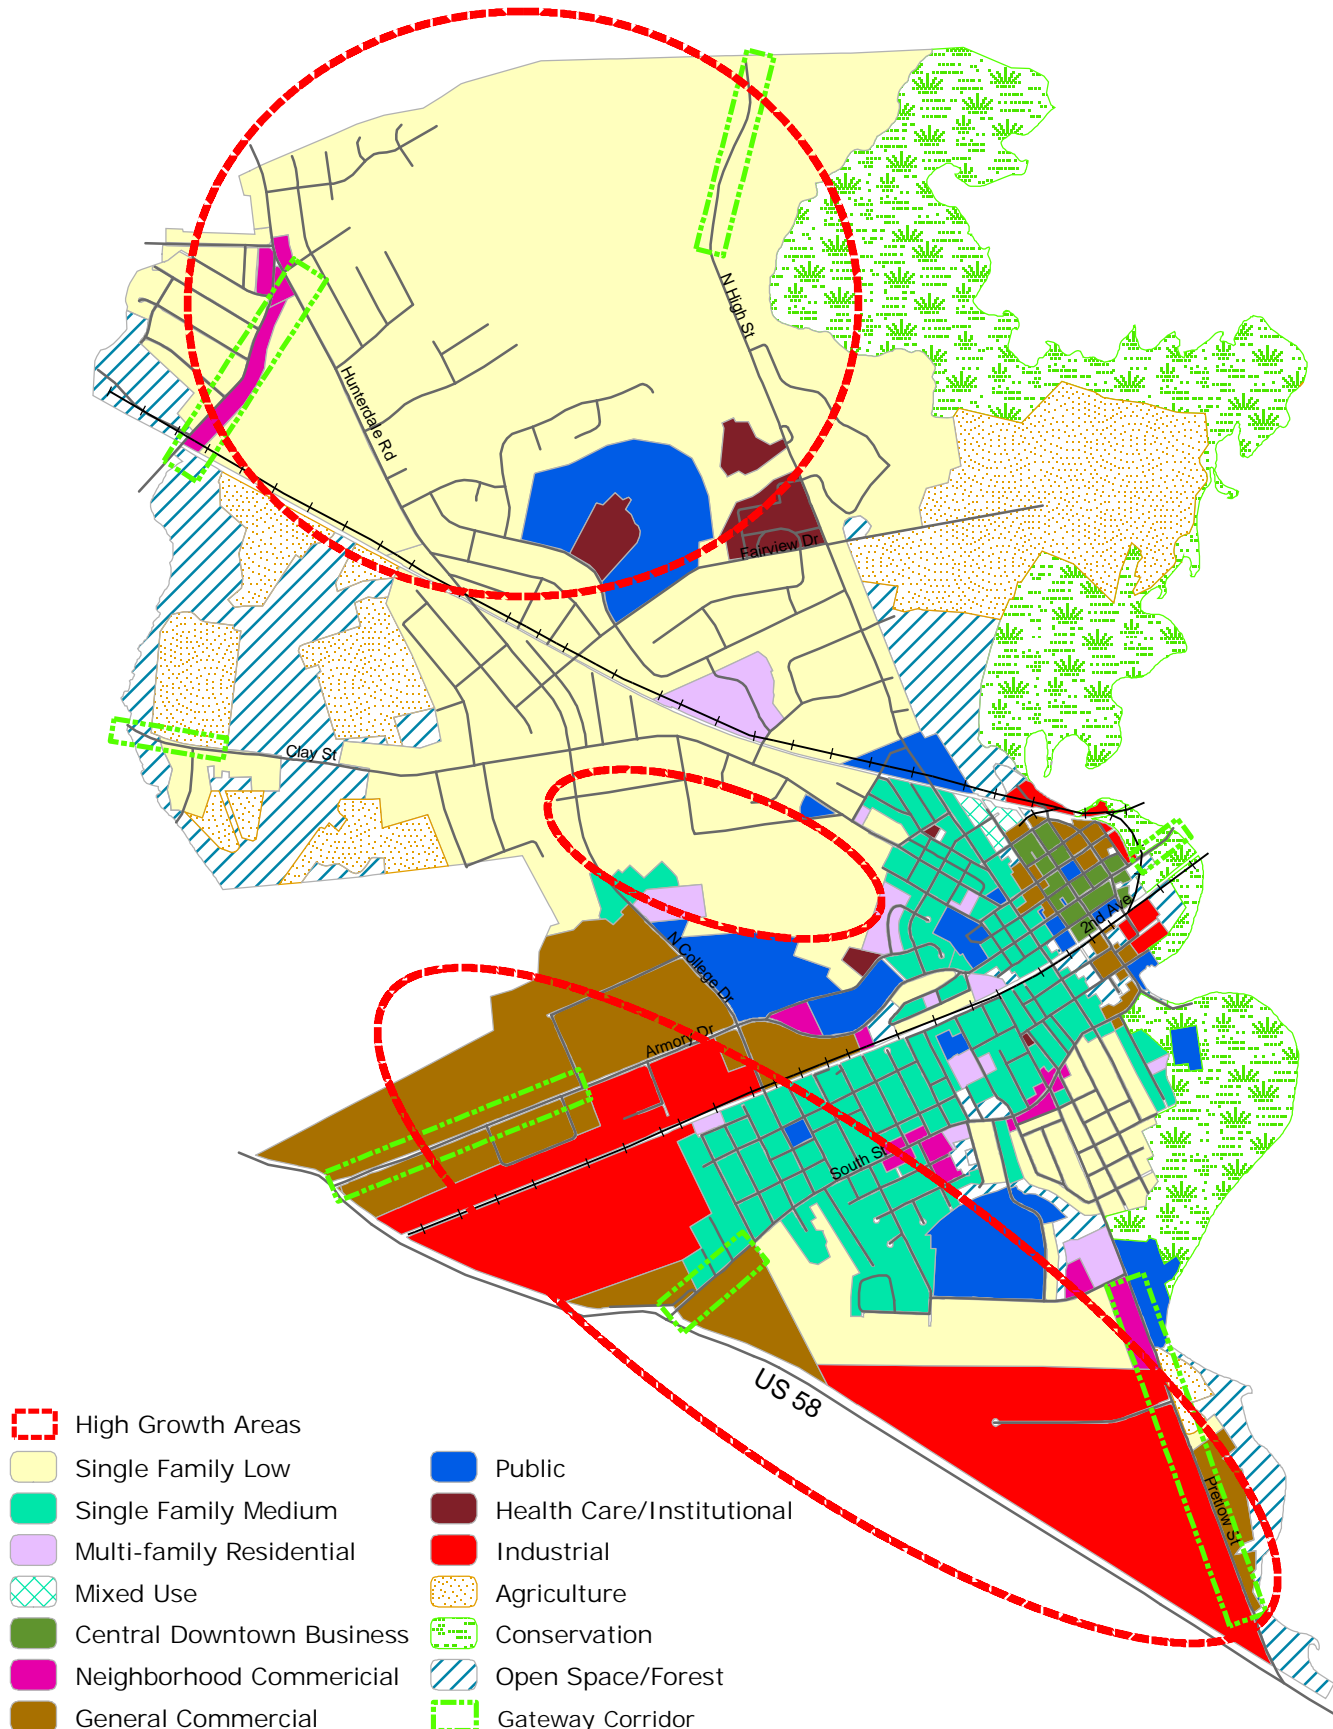 N High St
Hunterdale Rd
Fairview Dr
Clay St
2nd Ave
N College Dr
Armory Dr
South St
US 58
Pretlow St
High Growth Areas
Single Family Low
Single Family Medium
Multi-family Residential
Mixed Use
Central Downtown Business
Neighborhood Commericial
General Commercial
Public
Health Care/Institutional
Industrial
Agriculture
Conservation
Open Space/Forest
Gateway Corridor